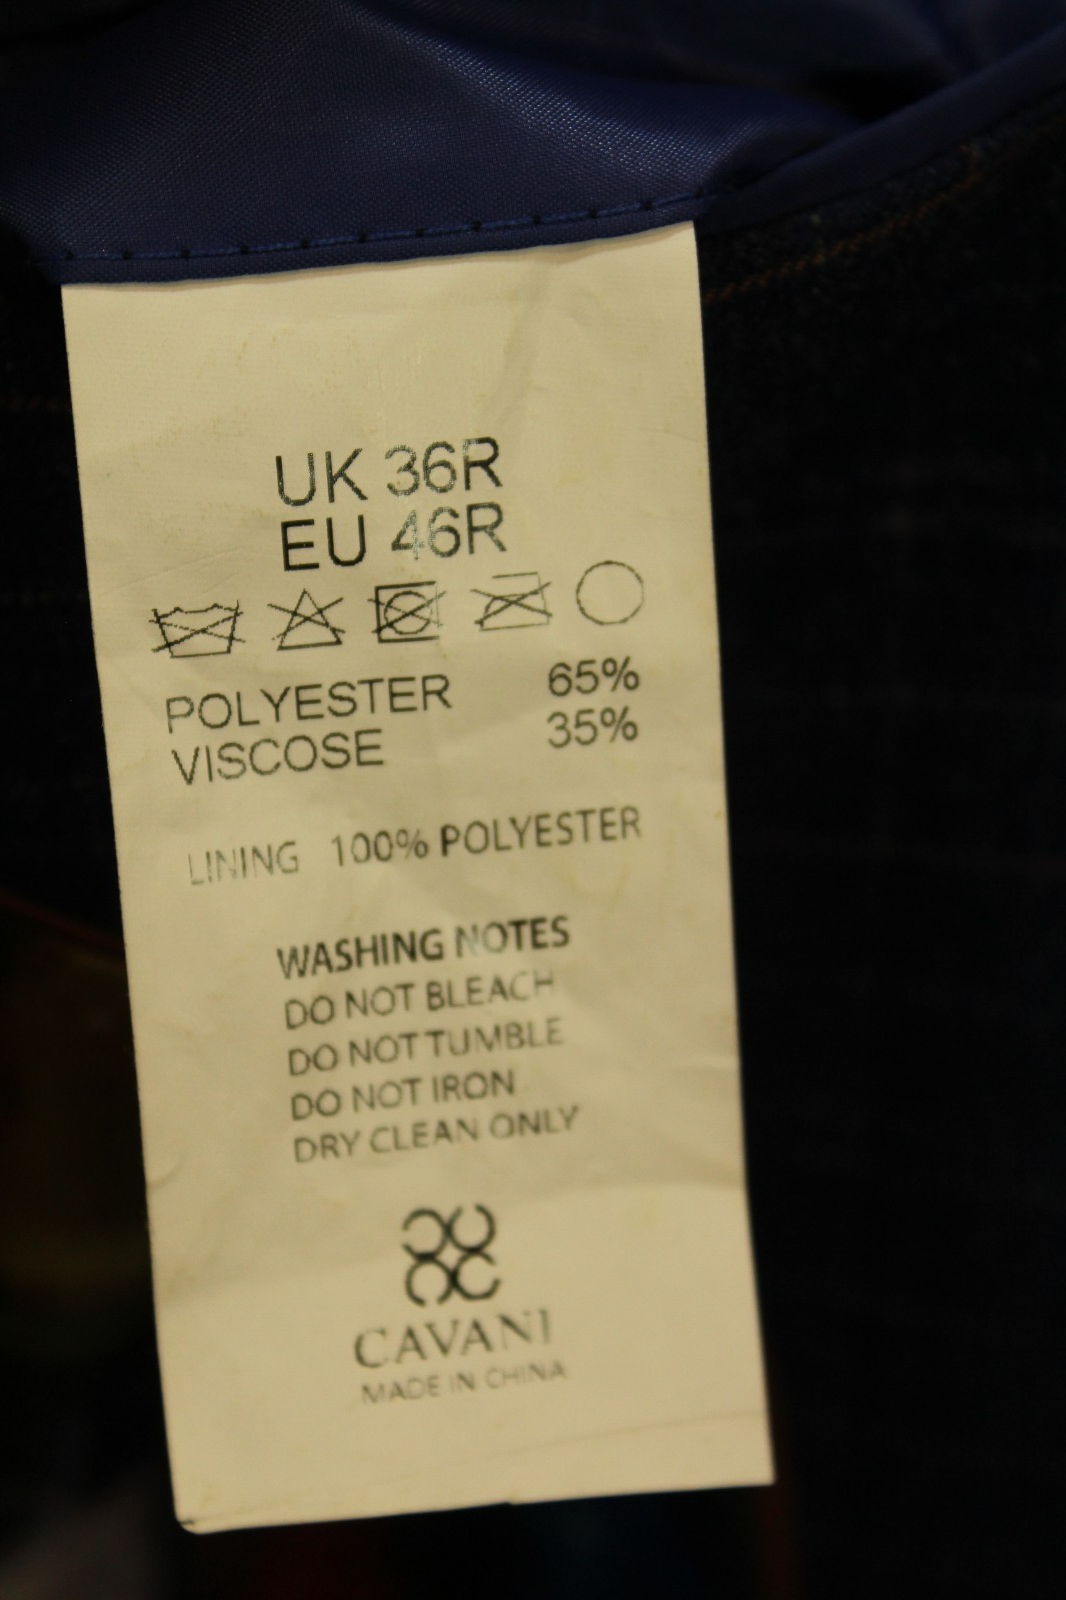 UK 36R
EU 46R
POLYESTER 65%
VISCOSE 35%
LINING 100% POLYESTER
WASHING NOTES
DO NOT BLEACH
DO NOT TUMBLE
DO NOT IRON
DRY CLEAN ONLY
CAVANI
MADE IN CHINA